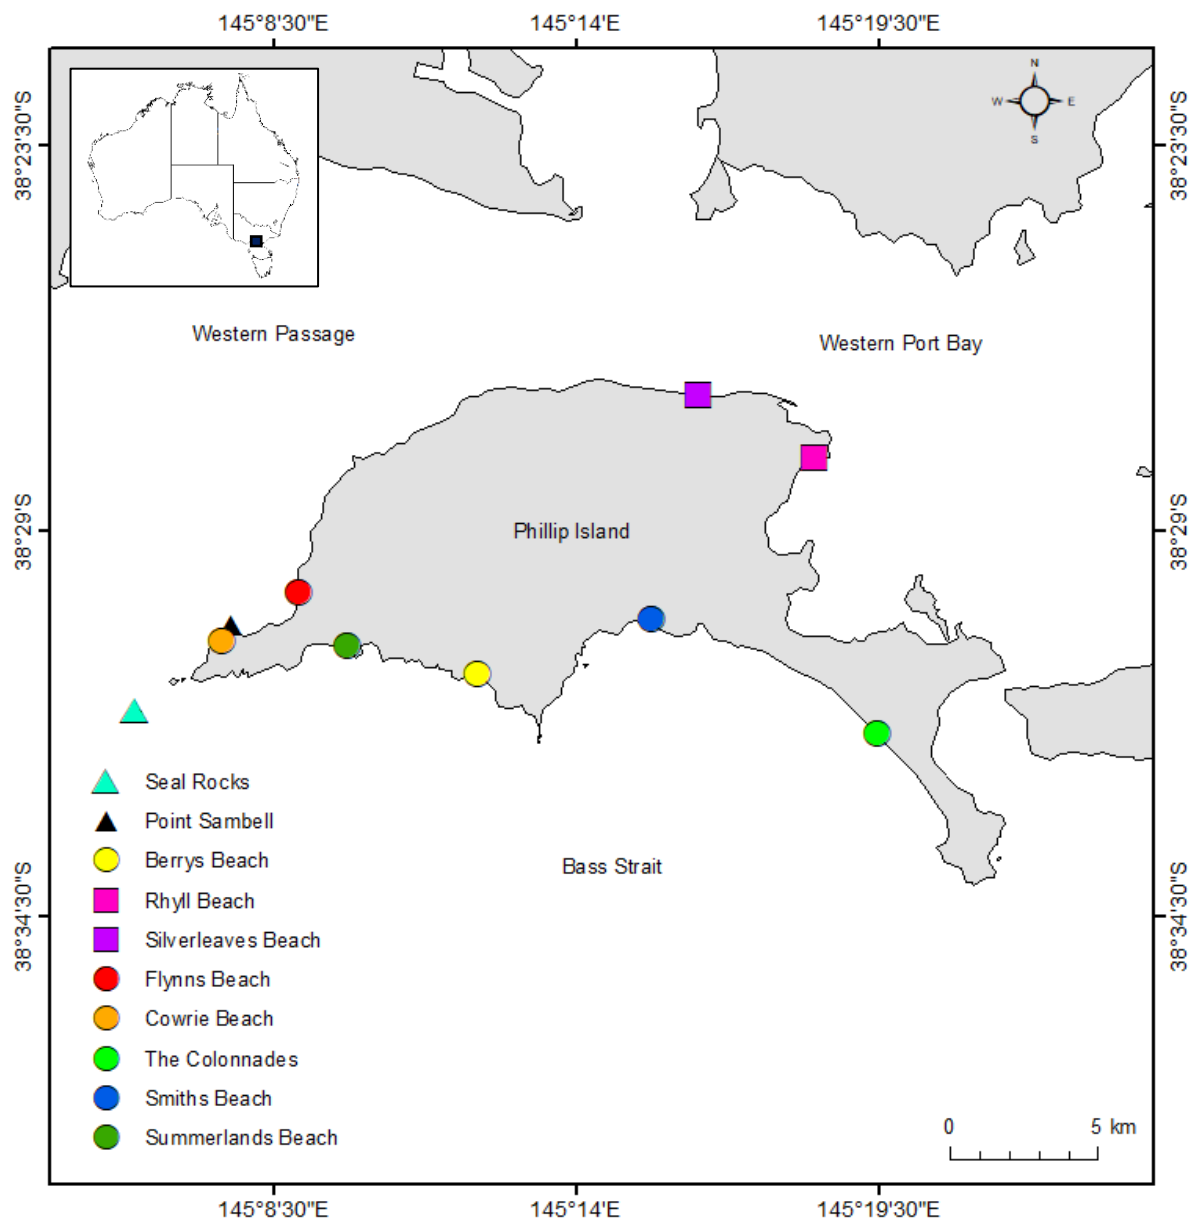 145°8'30"E
145°14'E
145°19'30"E
38°23'30"S
38°23'30"S
N
W
E
S
Western Passage
Western Port Bay
38°29'S
Phillip Island
38°29'S
Seal Rocks
Point Sambell
Berrys Beach
Bass Strait
Rhyll Beach
38°34'30"S
38°34'30"S
Silverleaves Beach
Flynns Beach
Cowrie Beach
The Colonnades
Smiths Beach
Summerlands Beach
0 5 km
145°8'30"E
145°14'E
145°19'30"E